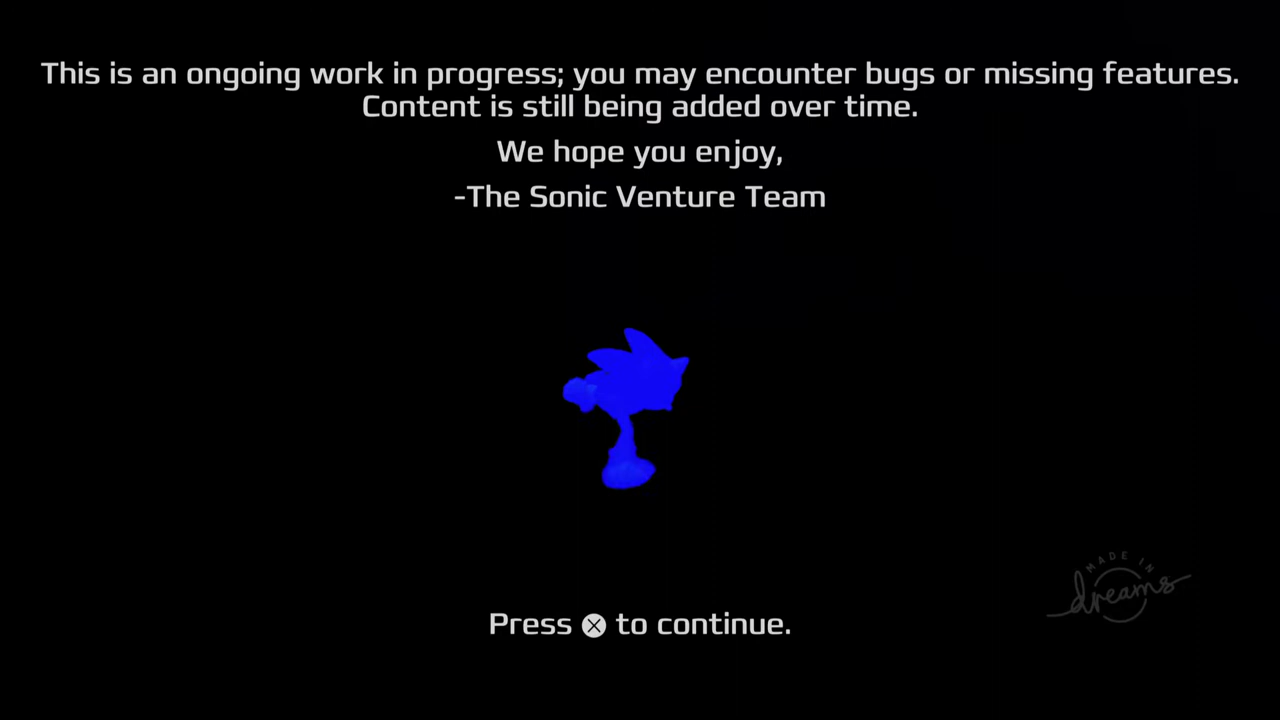 This is an ongoing work in progress; you may encounter bugs or missing features.
Content is still being added over time.
We hope you enjoy,
-The Sonic Venture Team
MADE IN
dreams
Press ⓧ to continue.